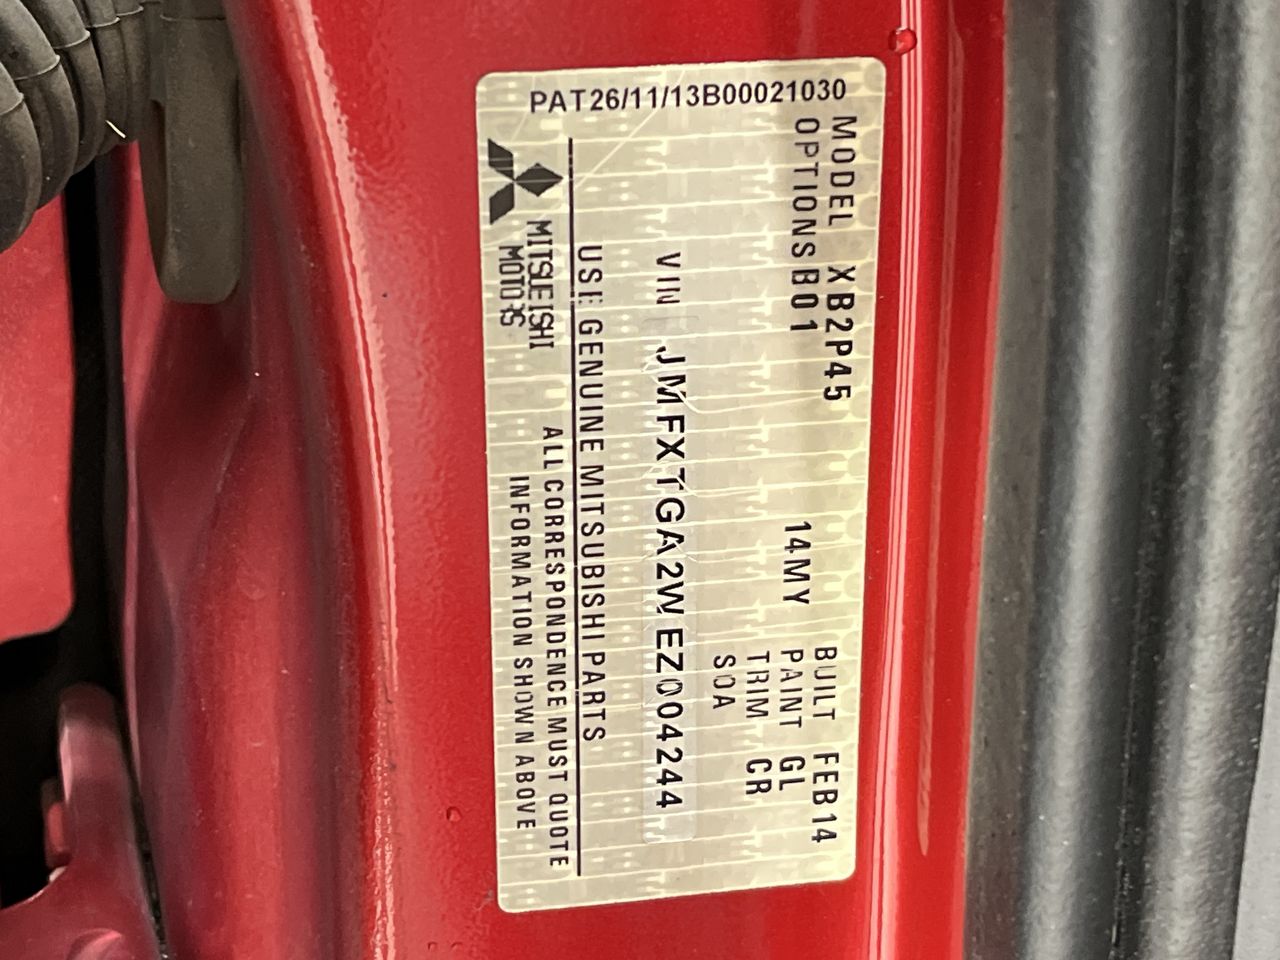 PAT26/11/13B00021030
MODEL XB2P45
OPTIONS B01
14MY
BUILT FEB14
PAINT GL
TRIM CR
SOA
VIN JMFXTGA2WEZ004244
USE GENUINE MITSUBISHI PARTS
MITSUBISHI
MOTORS
ALL CORRESPONDENCE MUST QUOTE
INFORMATION SHOWN ABOVE